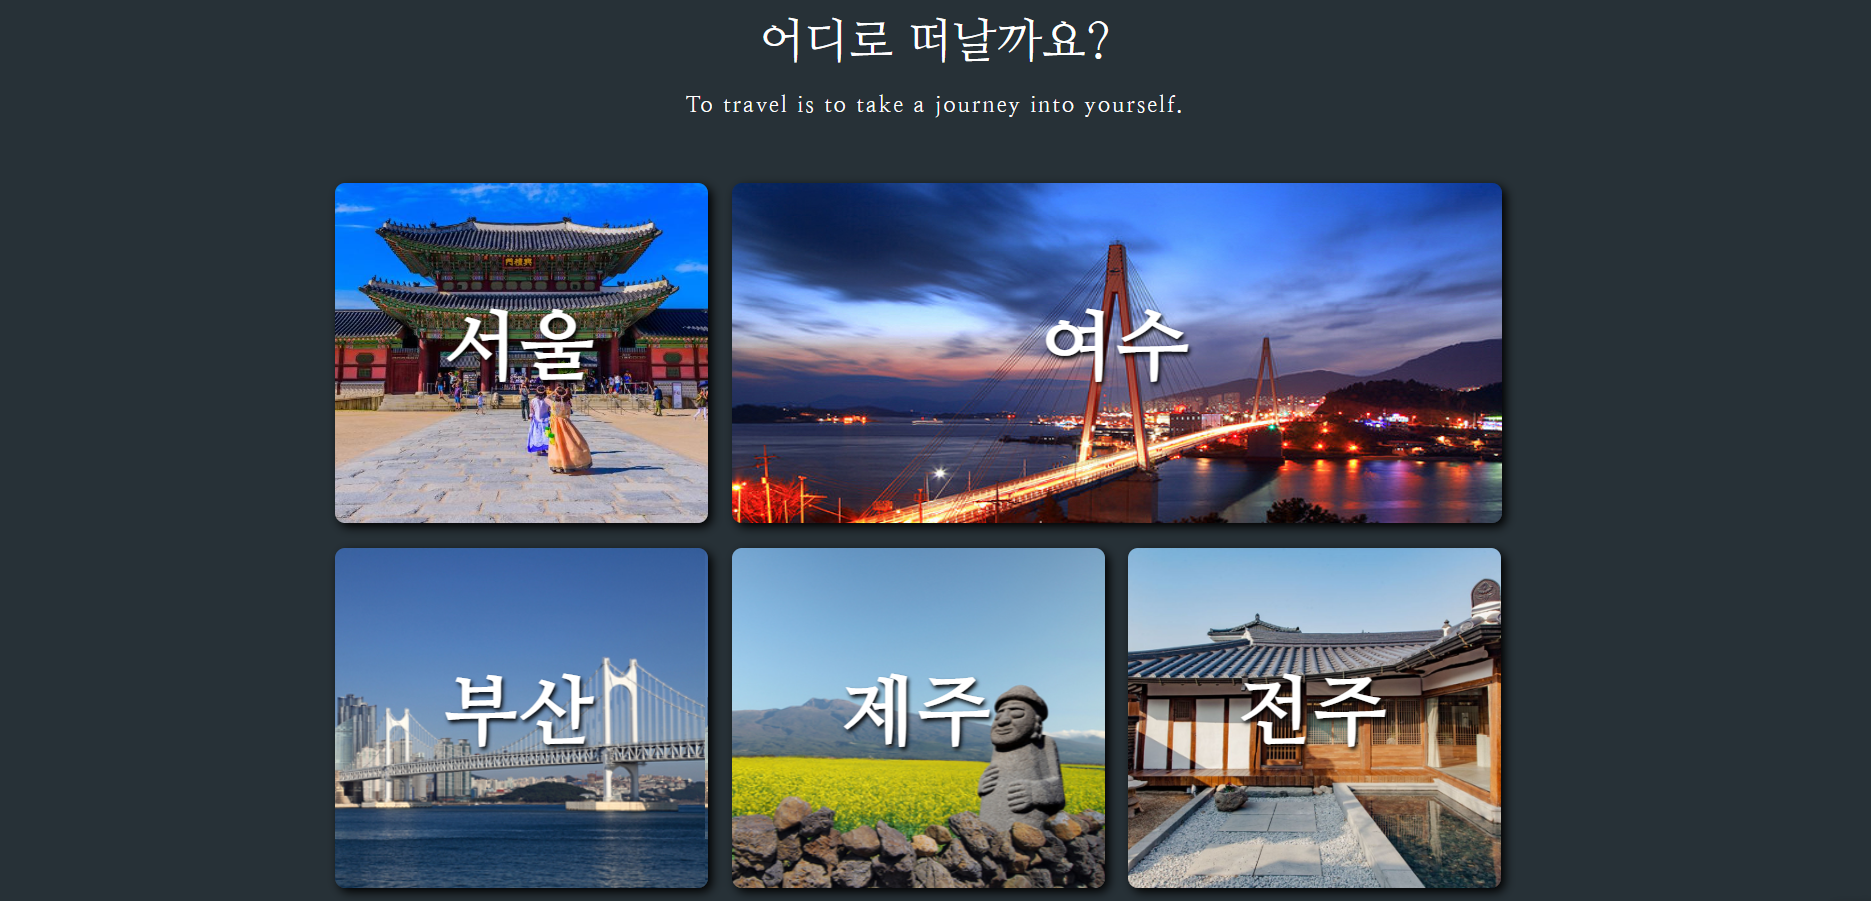 어디로 떠날까요?
To travel is to take a journey into yourself.
서울
여수
부산
제주
전주